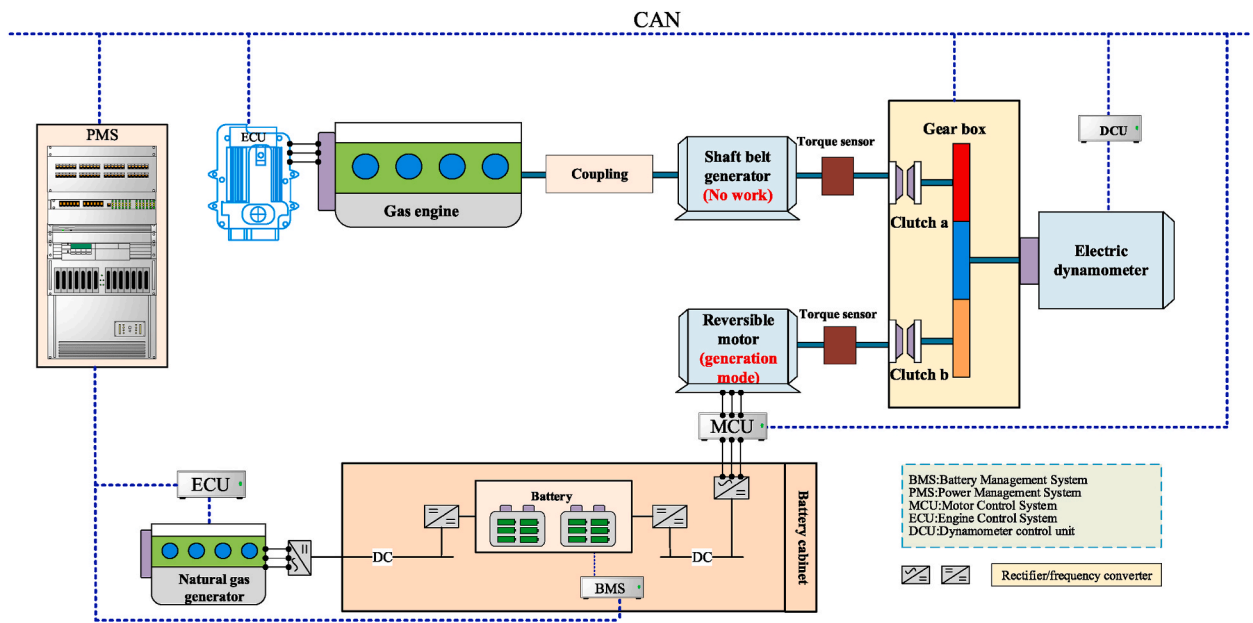 CAN
PMS
ECU
Gas engine
Coupling
Shaft belt
generator
(No work)
Torque sensor
Gear box
Clutch a
DCU
Electric
dynamometer
Reversible
motor
(generation
mode)
Torque sensor
Clutch b
MCU
ECU
Natural gas
generator
DC
Battery
DC
BMS
Battery cabinet
BMS:Battery Management System
PMS:Power Management System
MCU:Motor Control System
ECU:Engine Control System
DCU:Dynamometer control unit
Rectifier/frequency converter